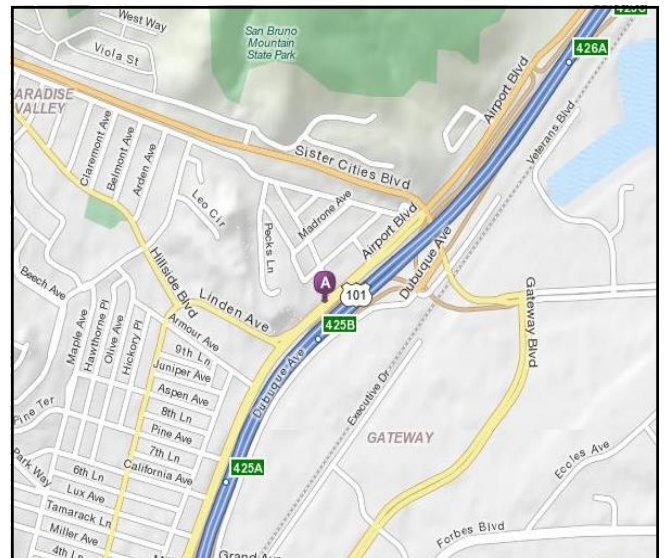 425C
West Way
Viola St
San Bruno
Mountain
State Park
426A
Airport Blvd
ARADISE
VALLEY
Claremont Ave
Belmont Ave
Arden Ave
Sister Cities Blvd
Veterans Blvd
Leo Cir
Madrone Ave
Pecks Ln
Airport Blvd
Dubuque Ave
Beech Ave
Hillside Blvd
A
101
Linden Ave
425B
Gateway Blvd
Maple Ave
Hawthorne Pl
Olive Ave
Hickory Pl
Armour Ave
9th Ln
Juniper Ave
Aspen Ave
Dubuque Ave
Executive Dr
Pine Ter
8th Ln
Pine Ave
GATEWAY
7th Ln
California Ave
425A
Eccles Ave
Park Way
6th Ln
Lux Ave
Tamarack Ln
Miller Ave
4th Ln
Forbes Blvd
Grand Ave